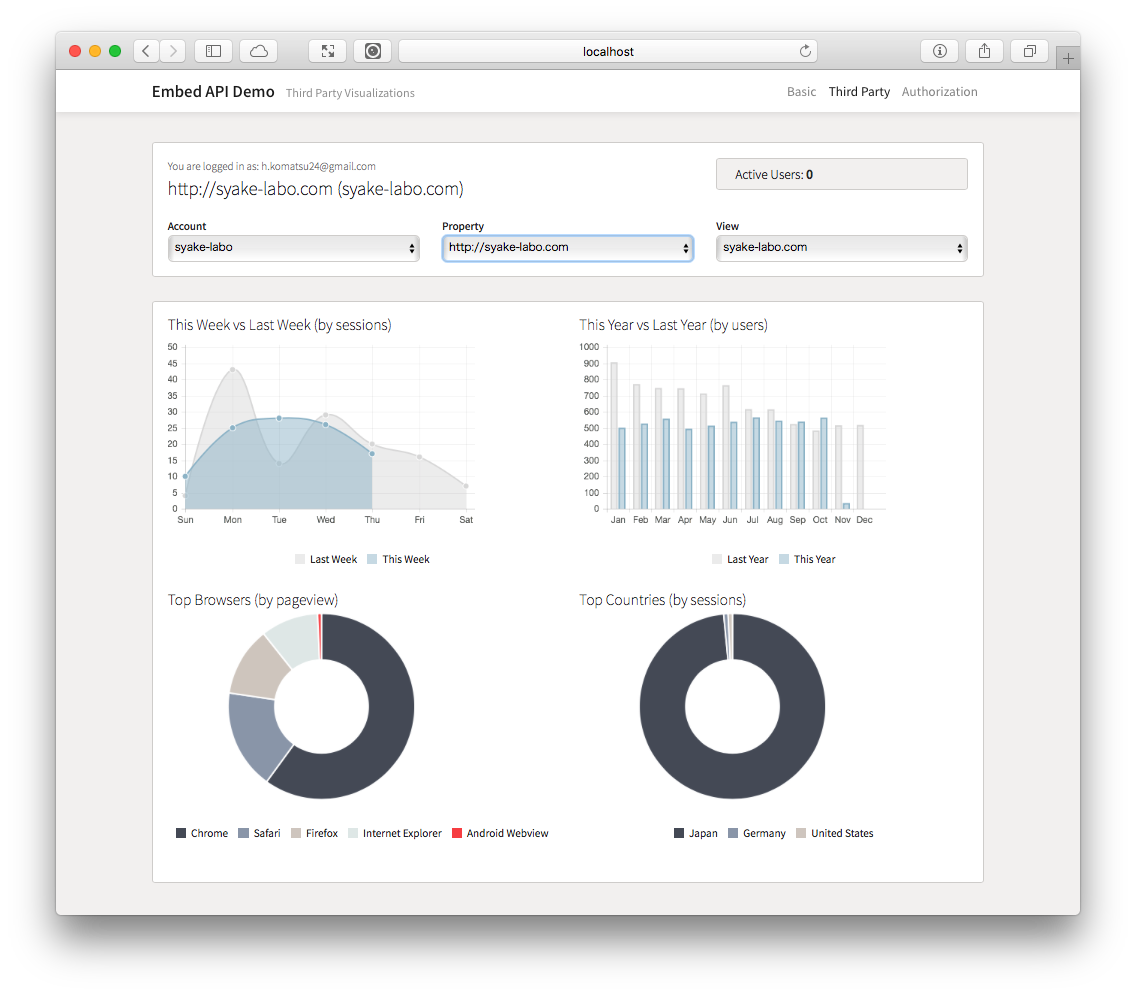 localhost
Embed API Demo Third Party Visualizations Basic Third Party Authorization
You are logged in as: h.komatsu24@gmail.com
http://syake-labo.com (syake-labo.com)
Active Users: 0
Account Property View
syake-labo http://syake-labo.com syake-labo.com
This Week vs Last Week (by sessions)
50
45
40
35
30
25
20
15
10
5
0
Sun Mon Tue Wed Thu Fri Sat
Last Week This Week
This Year vs Last Year (by users)
1000
900
800
700
600
500
400
300
200
100
0
Jan Feb Mar Apr May Jun Jul Aug Sep Oct Nov Dec
Last Year This Year
Top Browsers (by pageview)
Chrome Safari Firefox Internet Explorer Android Webview
Top Countries (by sessions)
Japan Germany United States